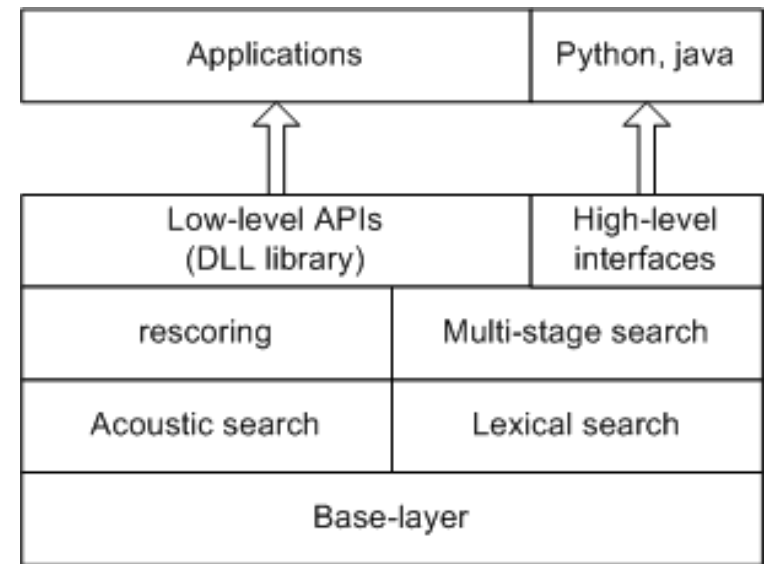 Applications
Python, java
Low-level APIs
(DLL library)
High-level
interfaces
rescoring
Multi-stage search
Acoustic search
Lexical search
Base-layer